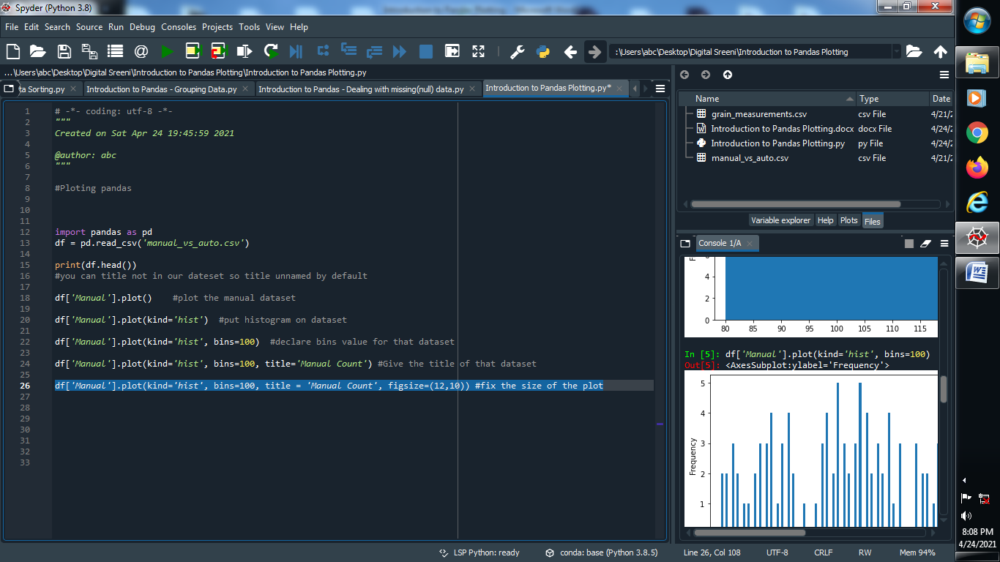 Spyder (Python 3.8)
File Edit Search Source Run Debug Consoles Projects Tools View Help
:\Users\abc\Desktop\Digital Sreeni\Introduction to Pandas Plotting
...\Users\abc\Desktop\Digital Sreeni\Introduction to Pandas Plotting\Introduction to Pandas Plotting.py
ta Sorting.py Introduction to Pandas - Grouping Data.py Introduction to Pandas - Dealing with missing(null) data.py Introduction to Pandas Plotting.py*
1 # -*- coding: utf-8 -*-
2 """
3 Created on Sat Apr 24 19:45:59 2021
4
5 @author: abc
6 """
7
8 #Ploting pandas
9
10
11
12 import pandas as pd
13 df = pd.read_csv('manual_vs_auto.csv')
14
15 print(df.head())
16 #you can title not in our dateset so title unnamed by default
17
18 df['Manual'].plot() #plot the manual dataset
19
20 df['Manual'].plot(kind='hist') #put histogram on dataset
21
22 df['Manual'].plot(kind='hist', bins=100) #declare bins value for that dataset
23
24 df['Manual'].plot(kind='hist', bins=100, title='Manual Count') #Give the title of that dataset
25
26 df['Manual'].plot(kind='hist', bins=100, title = 'Manual Count', figsize=(12,10)) #fix the size of the plot
27
28
29
30
31
32
33
Name Type Date
grain_measurements.csv csv File 4/21/2
Introduction to Pandas Plotting.docx docx File 4/24/2
Introduction to Pandas Plotting.py py File 4/24/2
manual_vs_auto.csv csv File 4/21/2
Variable explorer Help Plots Files
Console 1/A
4
2
0
80 85 90 95 100 105 110 115
In [5]: df['Manual'].plot(kind='hist', bins=100)
Out[5]: <AxesSubplot:ylabel='Frequency'>
5
4
3
2
1
Frequency
LSP Python: ready conda: base (Python 3.8.5) Line 26, Col 108 UTF-8 CRLF RW Mem 94%
8:08 PM
4/24/2021